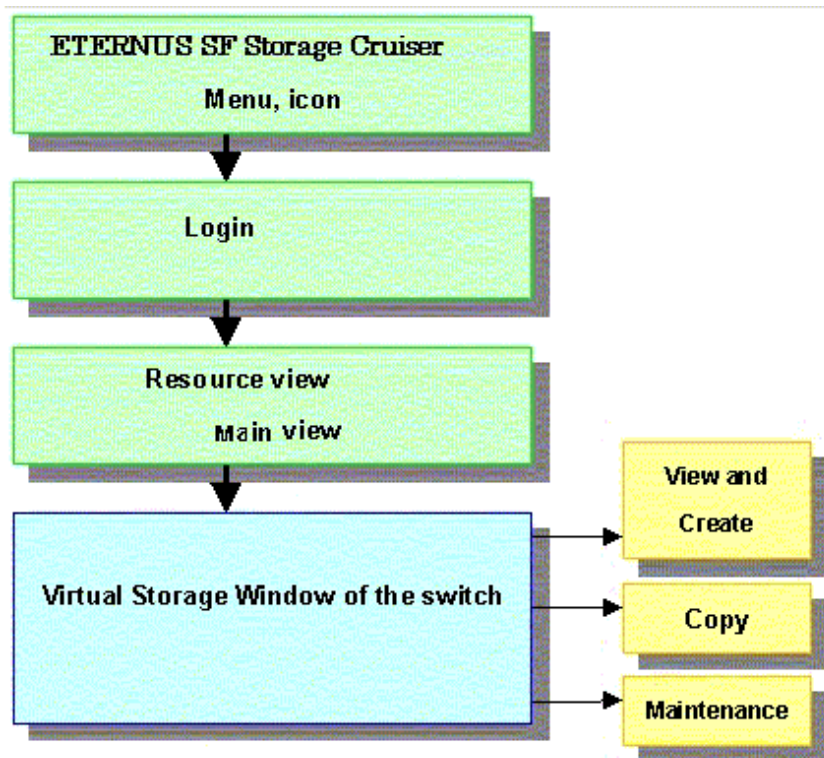 ETERNUS SF Storage Cruiser
Menu, icon
Login
Resource view
Main view
Virtual Storage Window of the switch
View and
Create
Copy
Maintenance